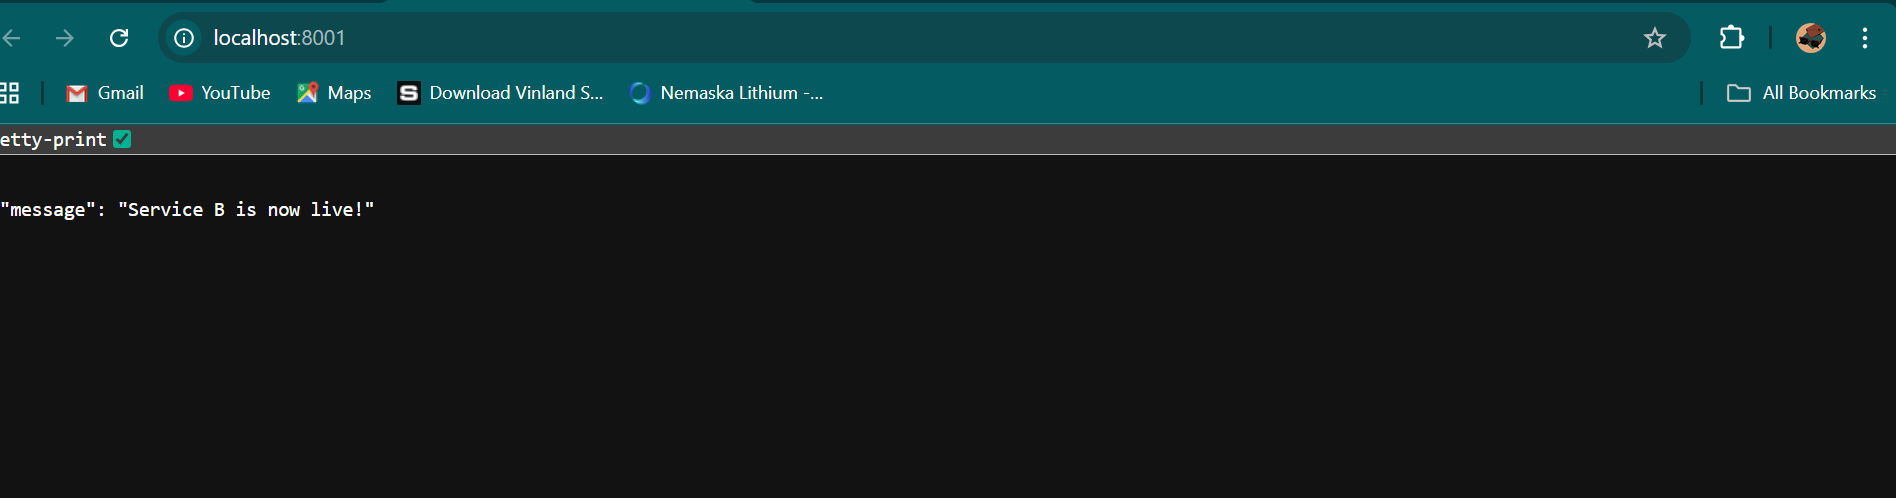 localhost:8001
Gmail YouTube Maps Download Vinland S... Nemaska Lithium -... All Bookmarks
etty-print
"message": "Service B is now live!"